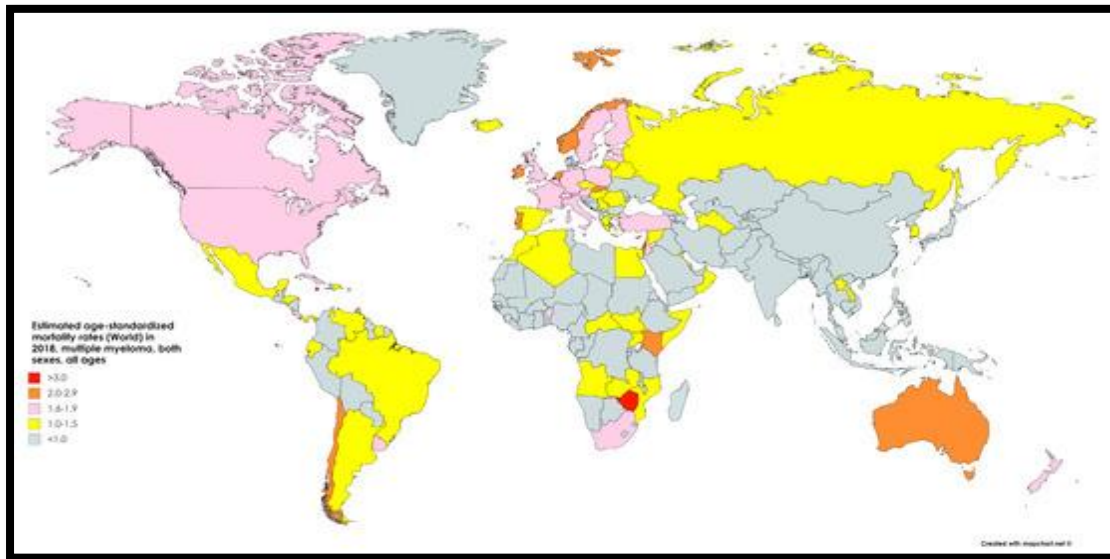 Estimated age-standardized
mortality rates (World) in
2018, multiple myeloma, both
sexes, all ages
>3.0
2.0-2.9
1.6-1.9
1.0-1.5
<1.0
Created with mapchart.net ©